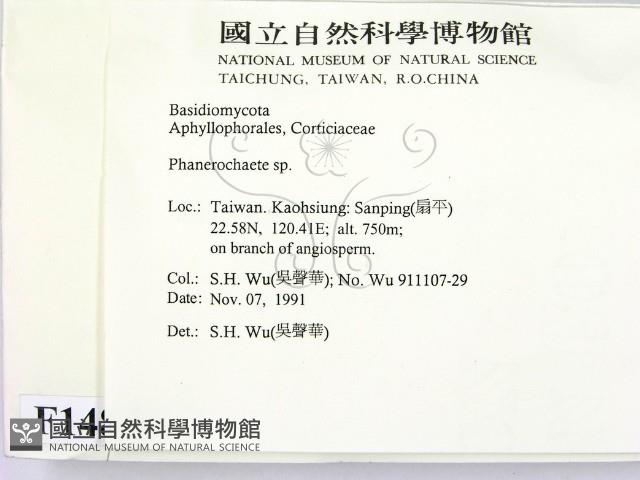 國立自然科學博物館
NATIONAL MUSEUM OF NATURAL SCIENCE
TAICHUNG, TAIWAN, R.O.CHINA
Basidiomycota
Aphyllophorales, Corticiaceae
Phanerochaete sp.
Loc.: Taiwan. Kaohsiung: Sanping(扇平)
22.58N, 120.41E; alt. 750m;
on branch of angiosperm.
Col.: S.H. Wu(吳聲華); No. Wu 911107-29
Date: Nov. 07, 1991
Det.: S.H. Wu(吳聲華)
國立自然科學博物館
NATIONAL MUSEUM OF NATURAL SCIENCE